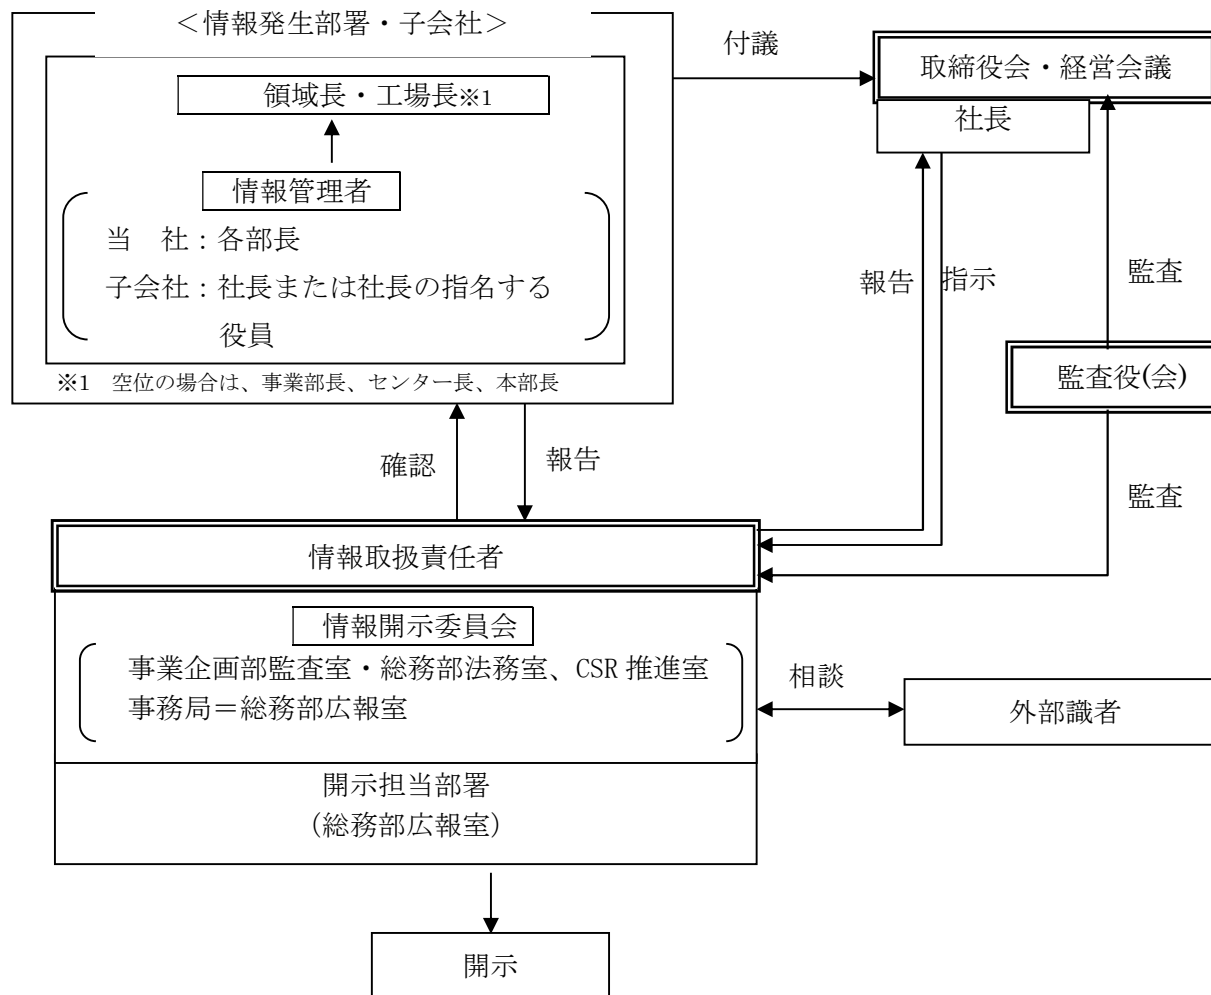 ＜情報発生部署・子会社＞
領域長・工場長※1
情報管理者
当　社：各部長
子会社：社長または社長の指名する
役員
※1　空位の場合は、事業部長、センター長、本部長
付議
取締役会・経営会議
社長
報告
指示
監査
監査役(会)
監査
確認
報告
情報取扱責任者
情報開示委員会
事業企画部監査室・総務部法務室、CSR推進室
事務局＝総務部広報室
相談
外部識者
開示担当部署
(総務部広報室)
開示